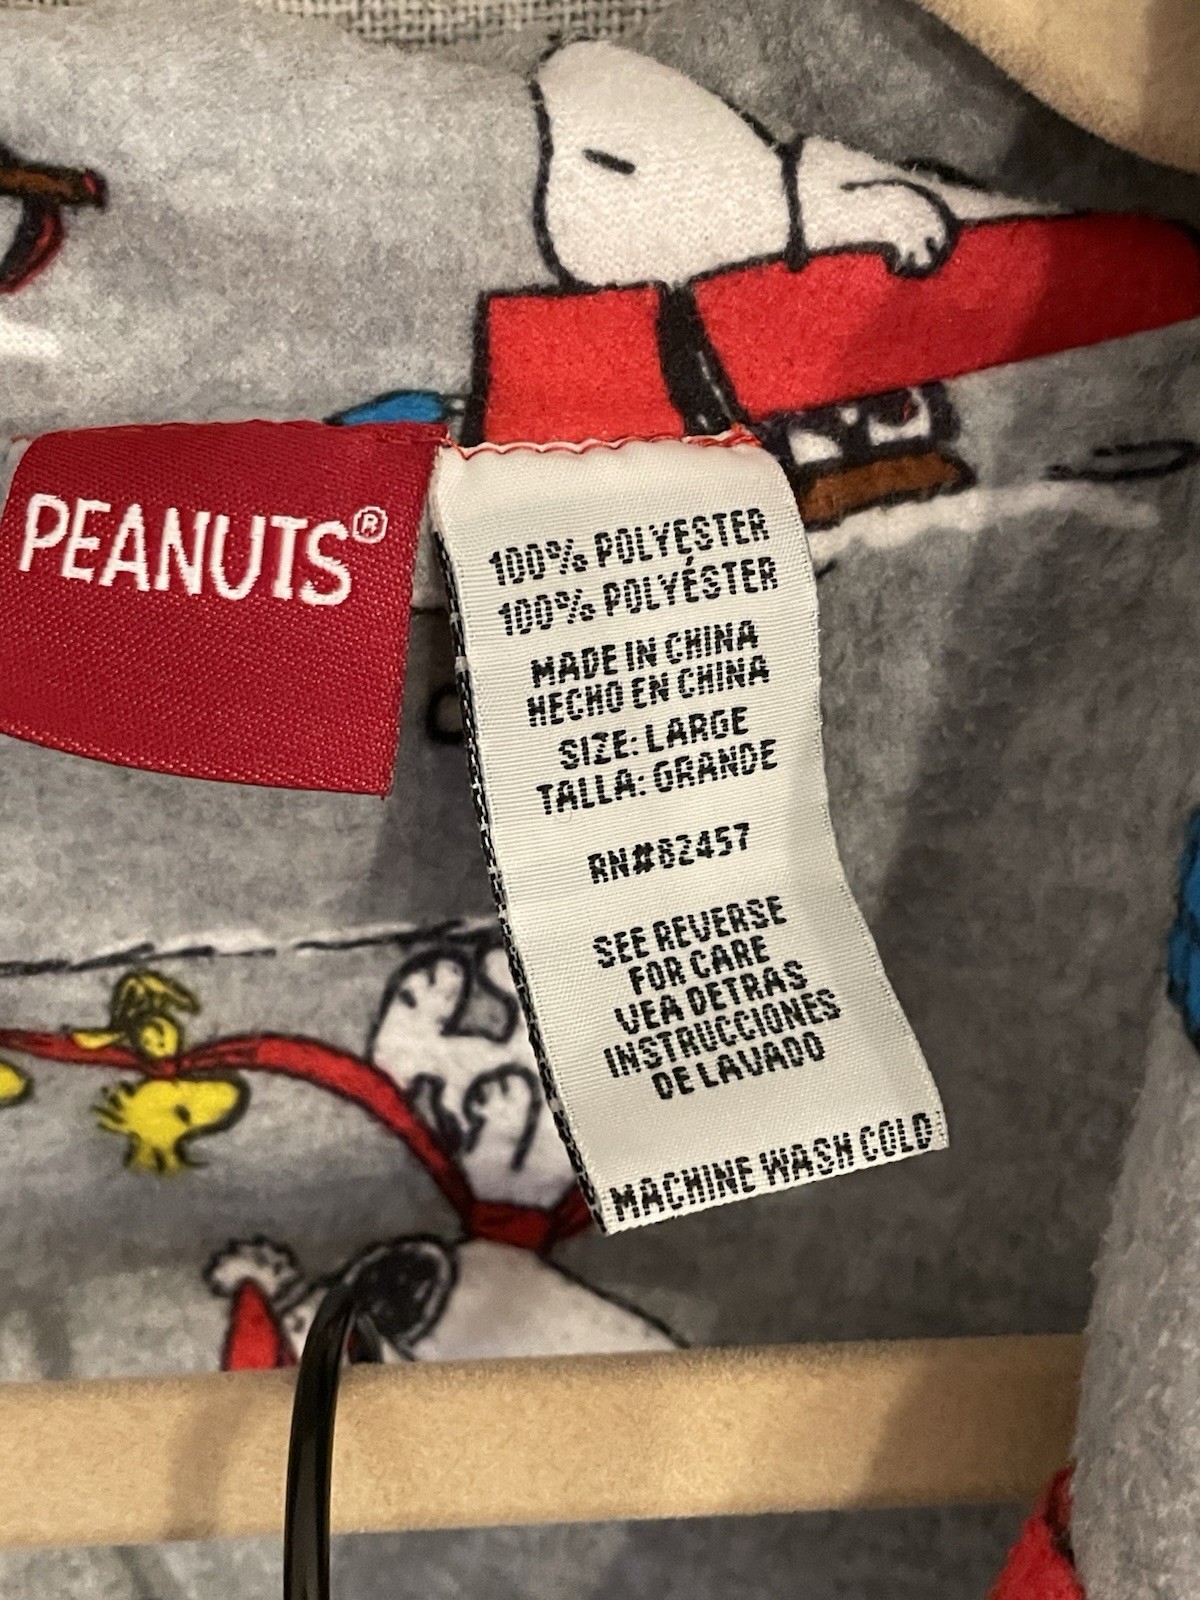 PEANUTS®
100% POLYESTER
100% POLYÉSTER
MADE IN CHINA
HECHO EN CHINA
SIZE: LARGE
TALLA: GRANDE
RN#82457
SEE REVERSE
FOR CARE
VEA DETRAS
INSTRUCCIONES
DE LAVADO
MACHINE WASH COLD